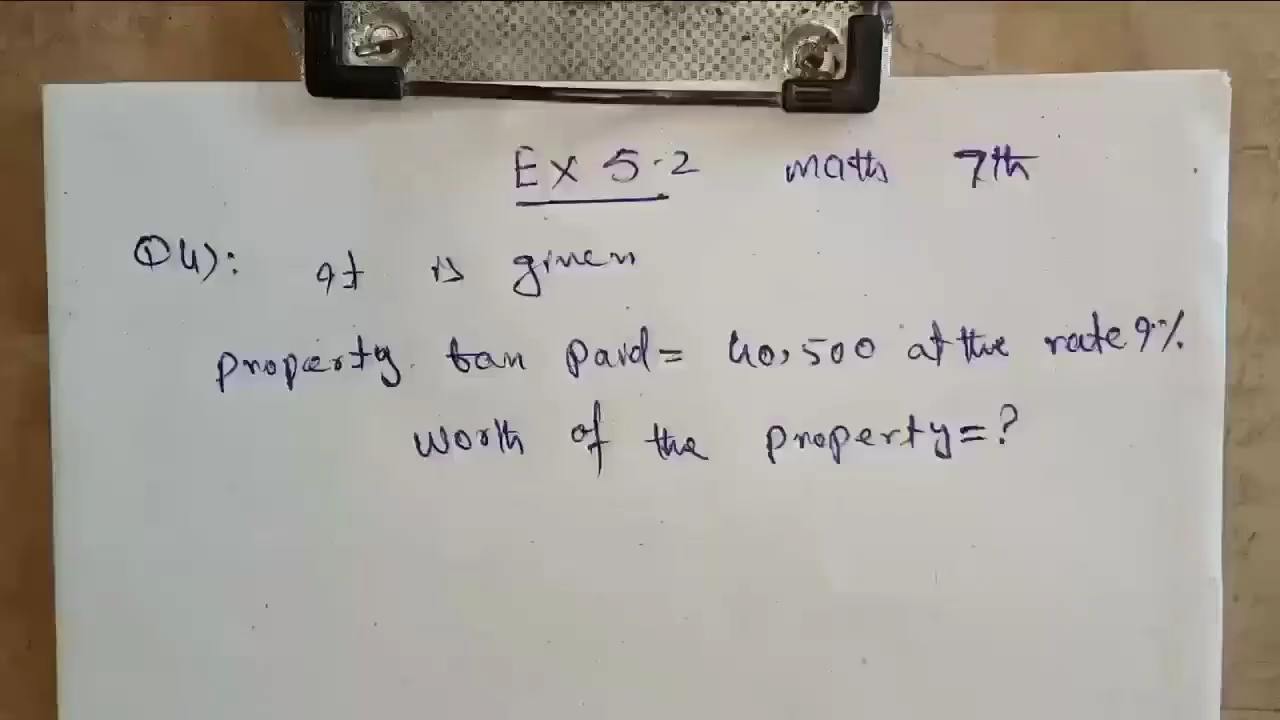 Ex 5.2 math 7th
Q4): It is given
property tax paid = 40,500 at the rate 9%
worth of the property = ?